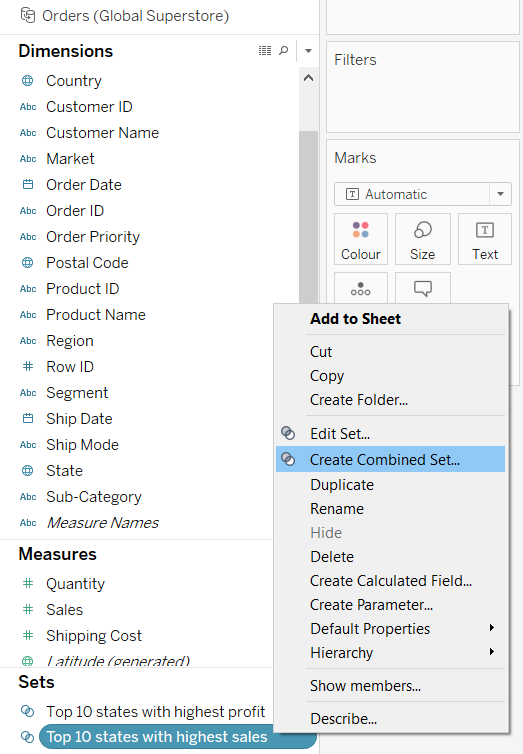 Orders (Global Superstore)
Dimensions
Abc
Country
Abc Customer ID
Abc Customer Name
Abc Market
Order Date
Abc Order ID
Abc Order Priority
Postal Code
Abc Product ID
Abc Product Name
Abc Region
# Row ID
Abc Segment
Ship Date
Abc Ship Mode
State
Abc Sub-Category
Abc Measure Names
Measures
# Quantity
# Sales
# Shipping Cost
Latitude (generated)
Sets
Top 10 states with highest profit
Top 10 states with highest sales
Filters
Marks
T Automatic
Colour Size T Text
Add to Sheet
Cut
Copy
Create Folder...
Edit Set...
Create Combined Set...
Duplicate
Rename
Hide
Delete
Create Calculated Field...
Create Parameter...
Default Properties
Hierarchy
Show members...
Describe...